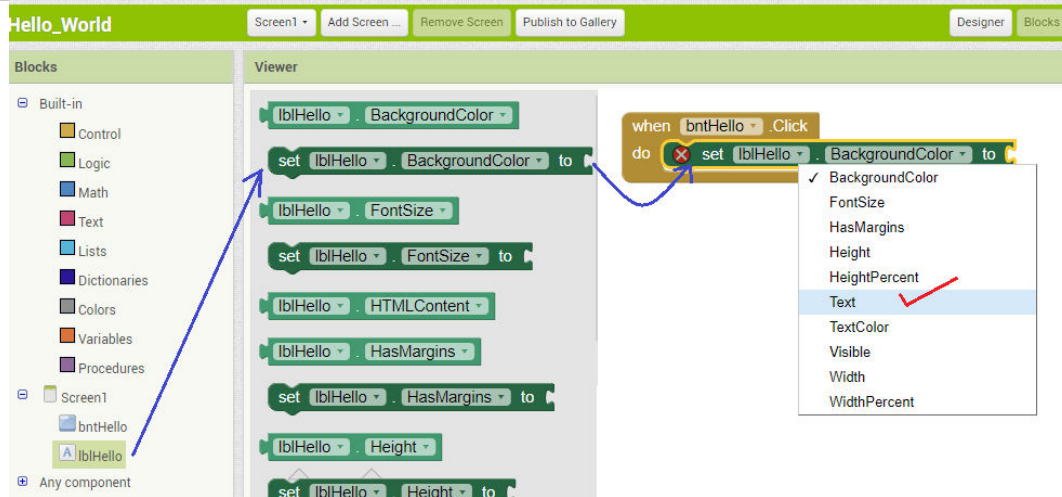 Hello_World
Screen1
Add Screen ...
Remove Screen
Publish to Gallery
Designer
Blocks
Blocks
Viewer
Built-in
Control
Logic
Math
Text
Lists
Dictionaries
Colors
Variables
Procedures
Screen1
bntHello
A lblHello
Any component
lblHello . BackgroundColor
set lblHello . BackgroundColor to
lblHello . FontSize
set lblHello . FontSize to
lblHello . HTMLContent
lblHello . HasMargins
set lblHello . HasMargins to
lblHello . Height
set lblHello . Height to
when bntHello .Click
do set lblHello . BackgroundColor to
BackgroundColor
FontSize
HasMargins
Height
HeightPercent
Text
TextColor
Visible
Width
WidthPercent